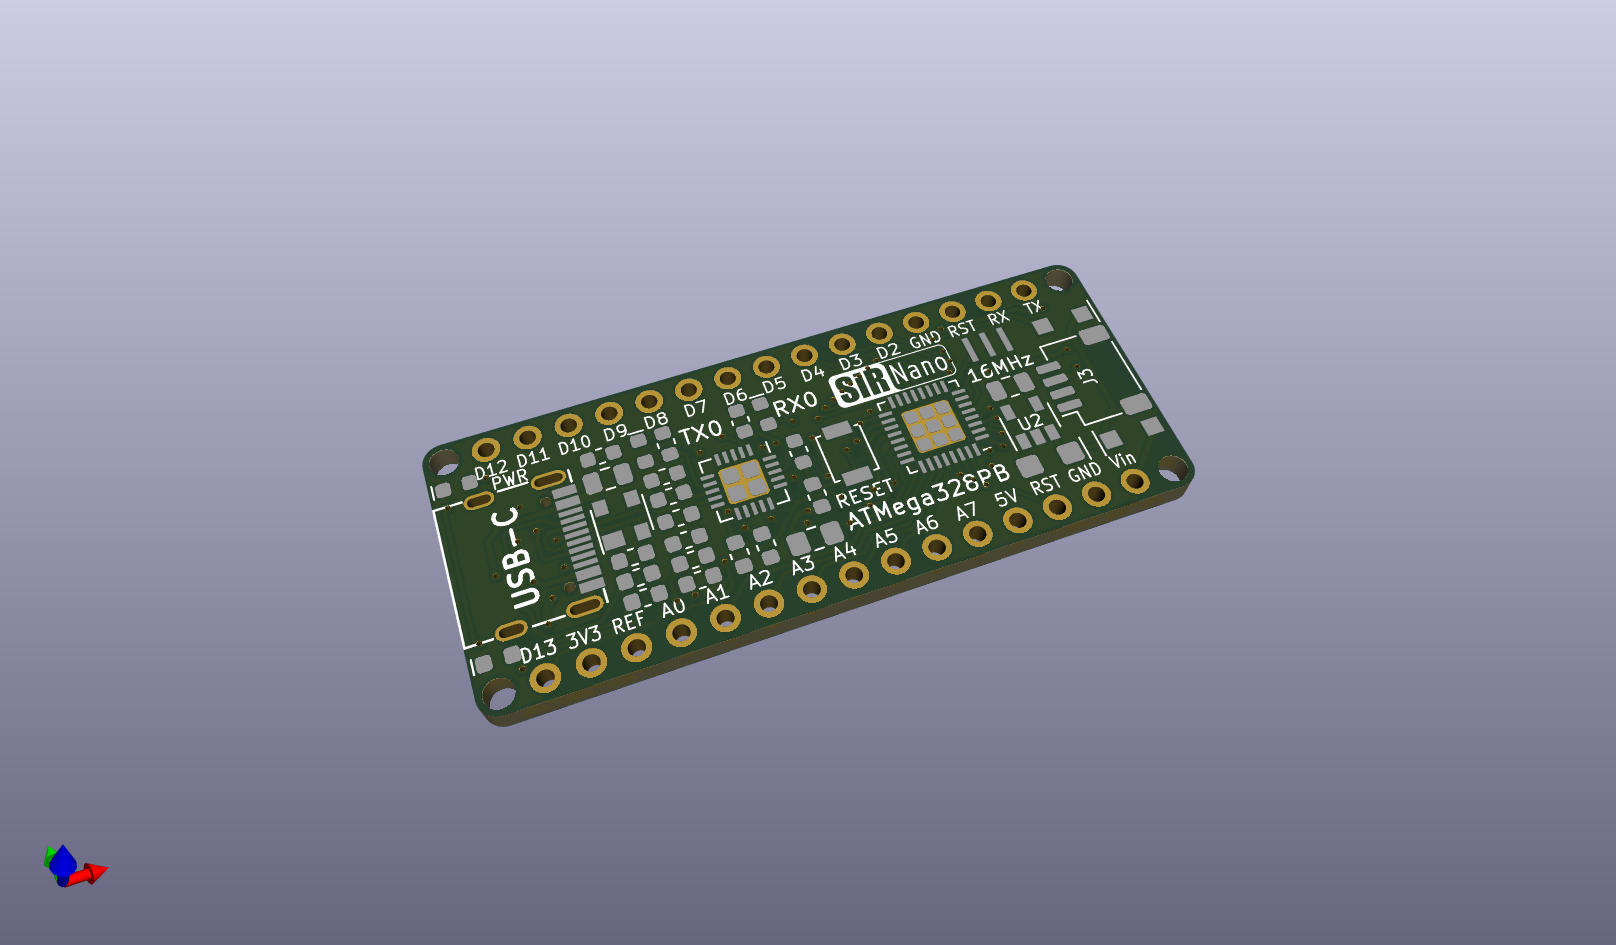 D12 D11 D10 D9 D8 D7 D6 D5 D4 D3 D2 GND RST RX TX
PWR
TX0
RX0
SIR Nano
16MHz
J3
U2
USB-C
RESET
ATMega328PB
D13 3V3 REF A0 A1 A2 A3 A4 A5 A6 A7 5V RST GND Vin